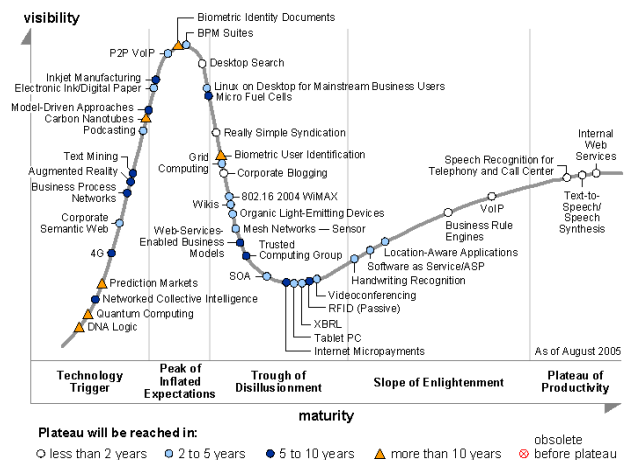 visibility
Biometric Identity Documents
BPM Suites
P2P VoIP
Desktop Search
Inkjet Manufacturing
Electronic Ink/Digital Paper
Linux on Desktop for Mainstream Business Users
Micro Fuel Cells
Model-Driven Approaches
Carbon Nanotubes
Podcasting
Really Simple Syndication
Text Mining
Augmented Reality
Business Process
Networks
Grid
Computing
Biometric User Identification
Corporate Blogging
Speech Recognition for
Telephony and Call Center
Internal
Web
Services
Corporate
Semantic Web
802.16 2004 WiMAX
Wikis
Organic Light-Emitting Devices
Mesh Networks — Sensor
Web-Services-
Enabled Business
Models
Trusted
Computing Group
VoIP
Business Rule
Engines
Text-to-
Speech/
Speech
Synthesis
4G
SOA
Location-Aware Applications
Software as Service/ASP
Handwriting Recognition
Prediction Markets
Networked Collective Intelligence
Quantum Computing
DNA Logic
Videoconferencing
RFID (Passive)
XBRL
Tablet PC
Internet Micropayments
As of August 2005
Technology
Trigger
Peak of
Inflated
Expectations
Trough of
Disillusionment
Slope of Enlightenment
Plateau of
Productivity
maturity
Plateau will be reached in:
less than 2 years
2 to 5 years
5 to 10 years
more than 10 years
obsolete
before plateau